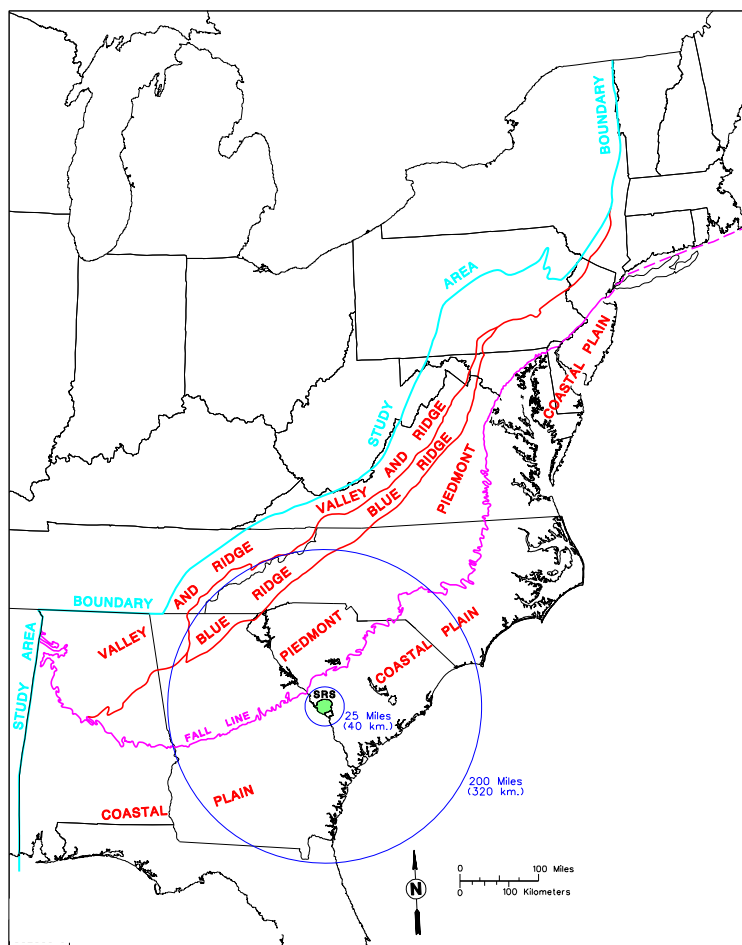 BOUNDARY
AREA
STUDY
COASTAL PLAIN
VALLEY AND RIDGE
BLUE RIDGE
PIEDMONT
AND RIDGE
VALLEY
BLUE RIDGE
BOUNDARY
STUDY AREA
PIEDMONT
COASTAL PLAIN
SRS
25 Miles
(40 km.)
FALL LINE
200 Miles
(320 km.)
COASTAL PLAIN
N
0 100 Miles
0 100 Kilometers